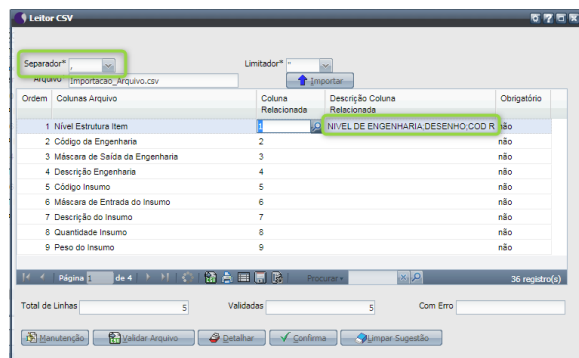 Leitor CSV
Separador* , Limitador* "
Arquivo Importacao_Arquivo.csv Importar
Ordem Colunas Arquivo Coluna Relacionada Descrição Coluna Relacionada Obrigatório
1 Nível Estrutura Item 1 NIVEL DE ENGENHARIA;DESENHO;COD R não
2 Código da Engenharia 2 não
3 Máscara de Saída da Engenharia 3 não
4 Descrição Engenharia 4 não
5 Código Insumo 5 não
6 Máscara de Entrada do Insumo 6 não
7 Descrição do Insumo 7 não
8 Quantidade Insumo 8 não
9 Peso do Insumo 9 não
Página 1 de 4 Procurar 36 registro(s)
Total de Linhas 5 Validadas 5 Com Erro
Manutenção Validar Arquivo Detalhar Confirma Limpar Sugestão